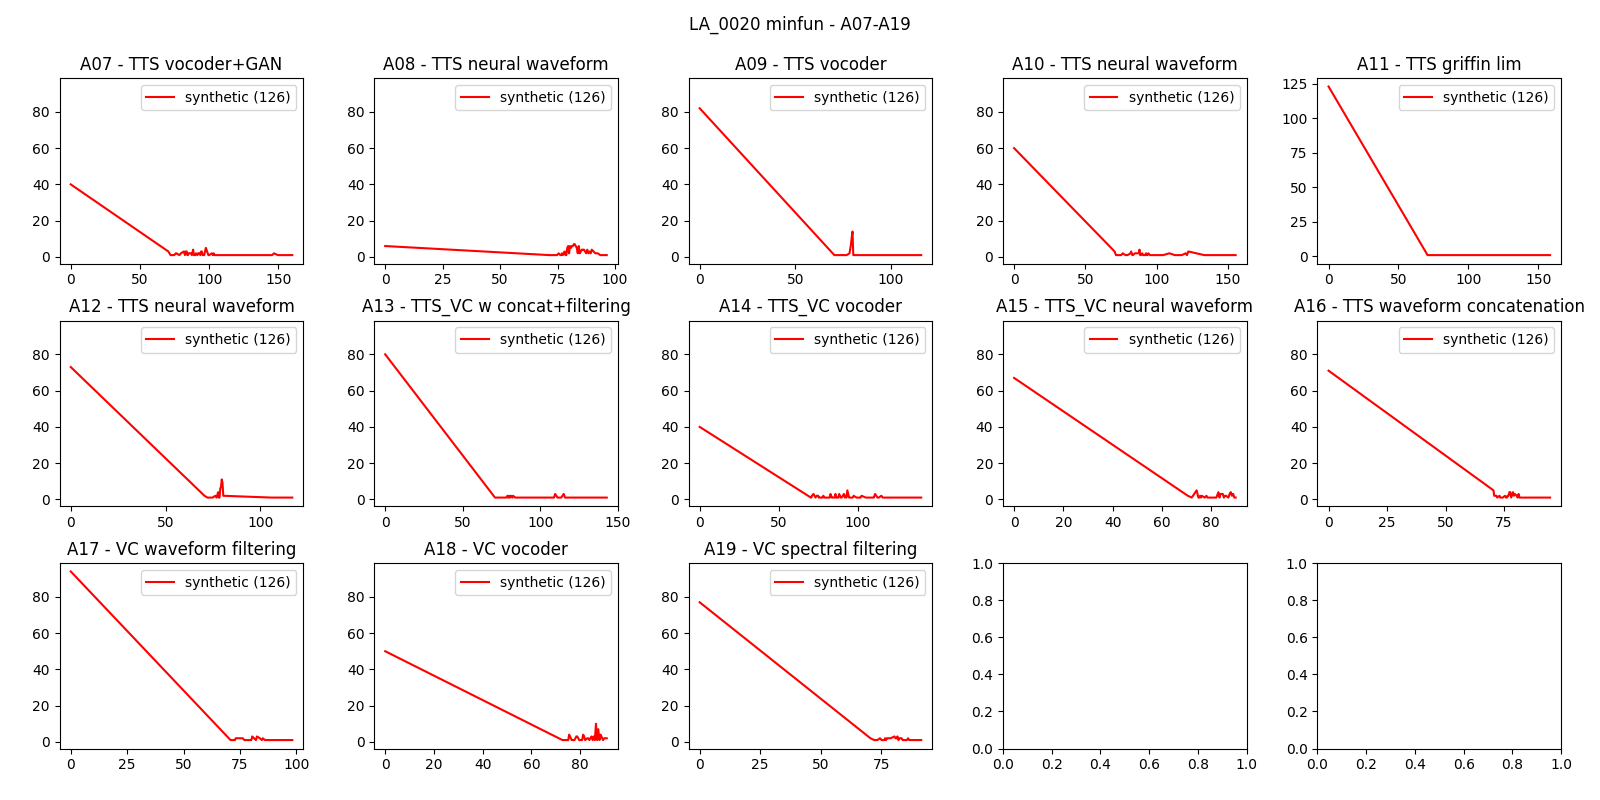 LA_0020 minfun - A07-A19
A07 - TTS vocoder+GAN
synthetic (126)
80
60
40
20
0
0 50 100 150
A08 - TTS neural waveform
synthetic (126)
80
60
40
20
0
0 25 50 75 100
A09 - TTS vocoder
synthetic (126)
80
60
40
20
0
0 50 100
A10 - TTS neural waveform
synthetic (126)
80
60
40
20
0
0 50 100 150
A11 - TTS griffin lim
synthetic (126)
125
100
75
50
25
0
0 50 100 150
A12 - TTS neural waveform
synthetic (126)
80
60
40
20
0
0 50 100
A13 - TTS_VC w concat+filtering
synthetic (126)
80
60
40
20
0
0 50 100 150
A14 - TTS_VC vocoder
synthetic (126)
80
60
40
20
0
0 50 100
A15 - TTS_VC neural waveform
synthetic (126)
80
60
40
20
0
0 20 40 60 80
A16 - TTS waveform concatenation
synthetic (126)
80
60
40
20
0
0 25 50 75
A17 - VC waveform filtering
synthetic (126)
80
60
40
20
0
0 25 50 75 100
A18 - VC vocoder
synthetic (126)
80
60
40
20
0
0 20 40 60 80
A19 - VC spectral filtering
synthetic (126)
80
60
40
20
0
0 25 50 75
1.0
0.8
0.6
0.4
0.2
0.0
0.0 0.2 0.4 0.6 0.8 1.0
1.0
0.8
0.6
0.4
0.2
0.0
0.0 0.2 0.4 0.6 0.8 1.0